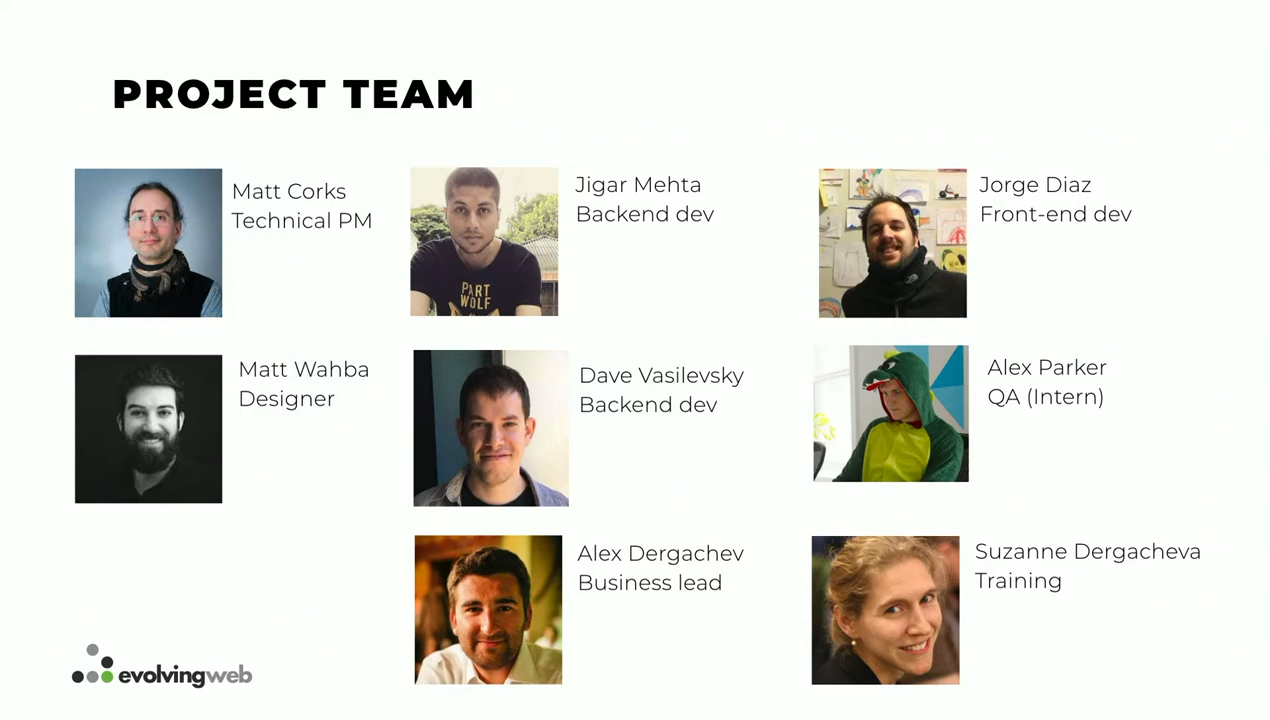 PROJECT TEAM
Matt Corks
Technical PM
Jigar Mehta
Backend dev
PART
WOLF
Jorge Diaz
Front-end dev
Matt Wahba
Designer
Dave Vasilevsky
Backend dev
Alex Parker
QA (Intern)
Alex Dergachev
Business lead
Suzanne Dergacheva
Training
evolvingweb